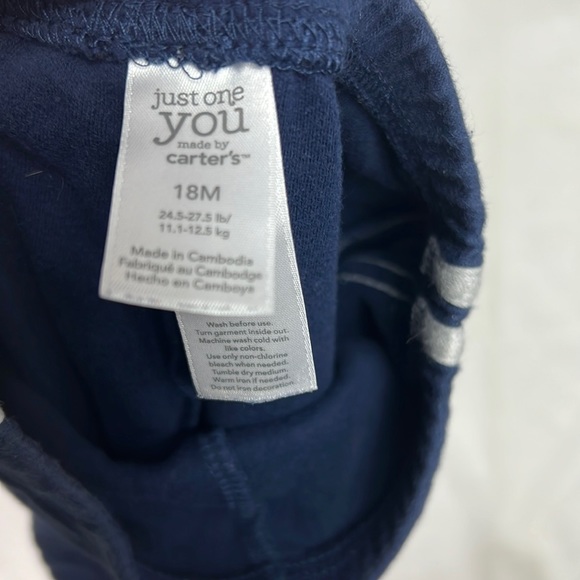 just one
you
made by
carter's™
18M
24.5-27.5 lb/
11.1-12.5 kg
Made in Cambodia
Fabriqué au Cambodge
Hecho en Camboya
Wash before use.
Turn garment inside out.
Machine wash cold with
like colors.
Use only non-chlorine
bleach when needed.
Tumble dry medium.
Warm iron if needed.
Do not iron decoration.